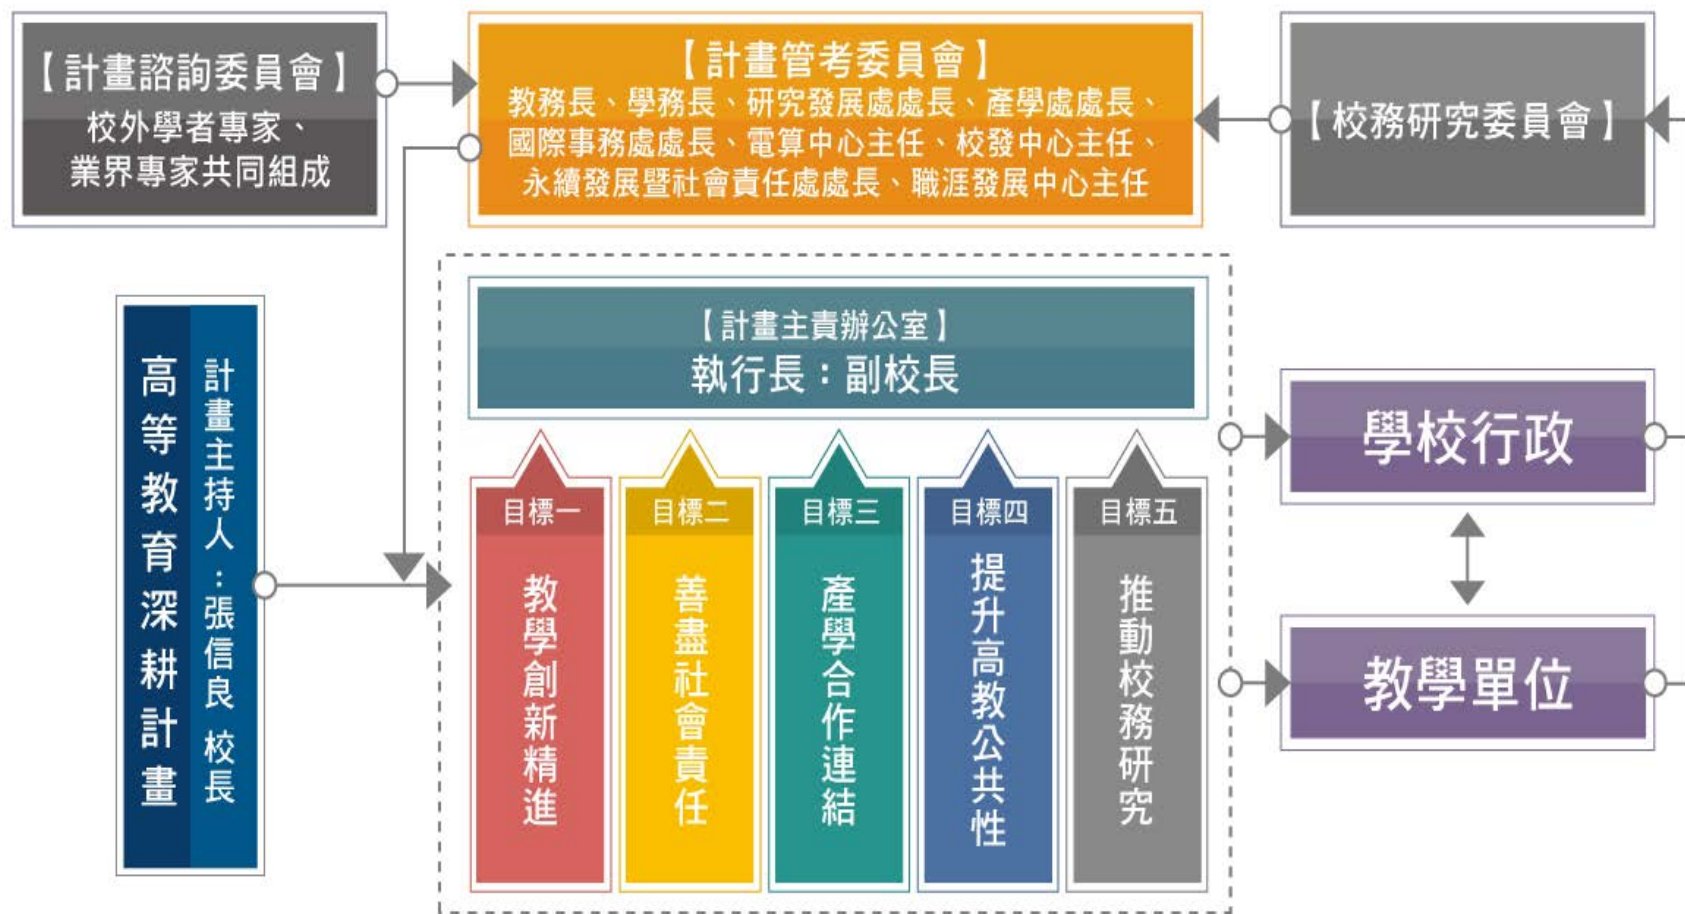 【計畫諮詢委員會】
校外學者專家、
業界專家共同組成
【計畫管考委員會】
教務長、學務長、研究發展處處長、產學處處長、
國際事務處處長、電算中心主任、校發中心主任、
永續發展暨社會責任處處長、職涯發展中心主任
【校務研究委員會】
高等教育深耕計畫
計畫主持人：張信良 校長
【計畫主責辦公室】
執行長：副校長
目標一
教學創新精進
目標二
善盡社會責任
目標三
產學合作連結
目標四
提升高教公共性
目標五
推動校務研究
學校行政
教學單位